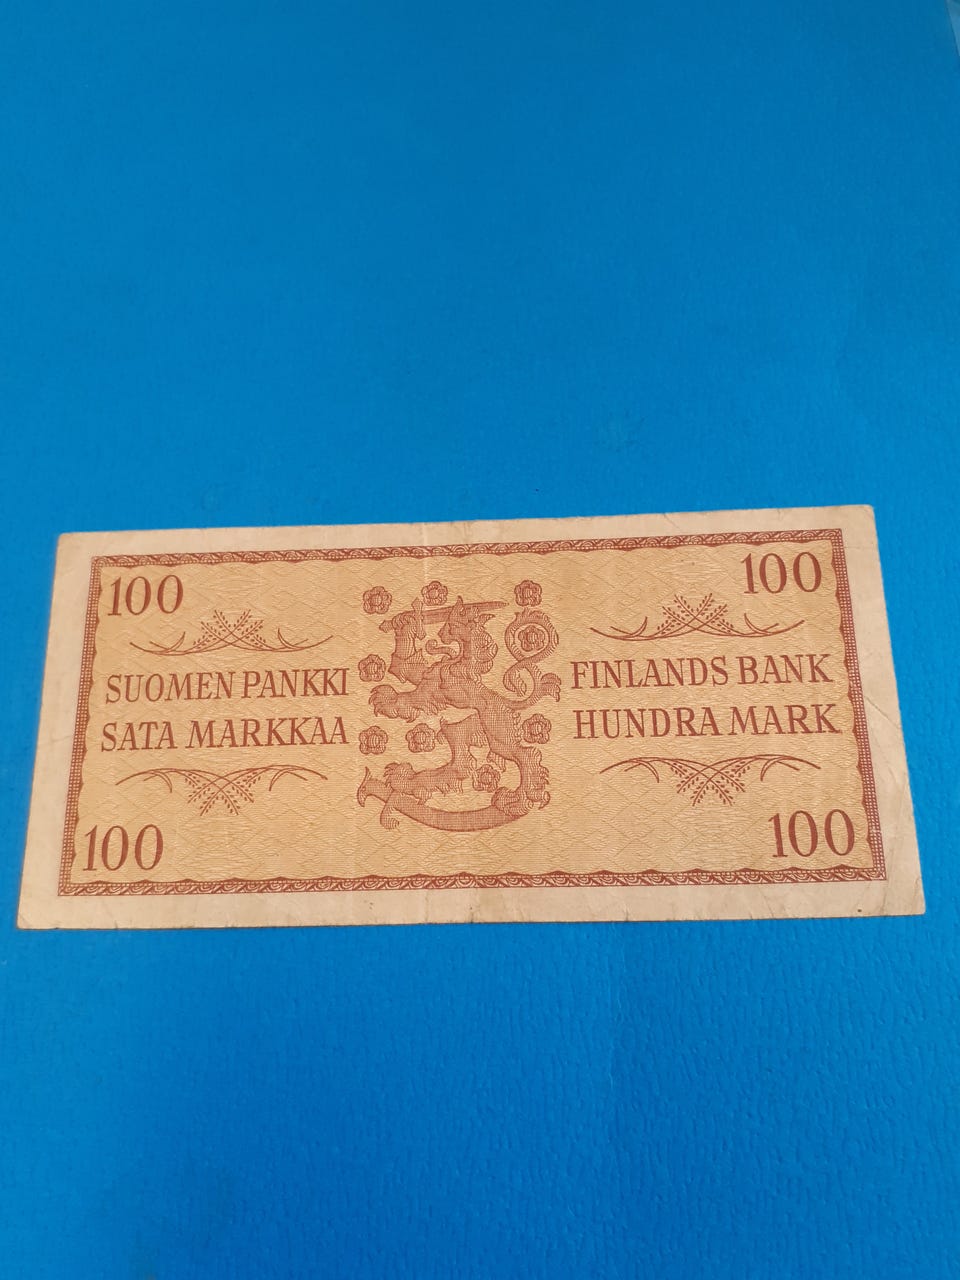 100
100
SUOMEN PANKKI
SATA MARKKAA
FINLANDS BANK
HUNDRA MARK
100
100